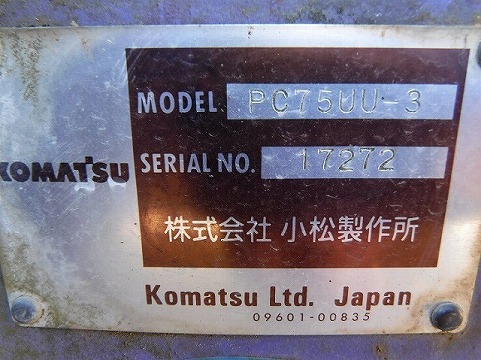 MODEL PC75UU-3
KOMATSU
SERIAL NO. 17272
株式会社 小松製作所
Komatsu Ltd. Japan
09601-00835